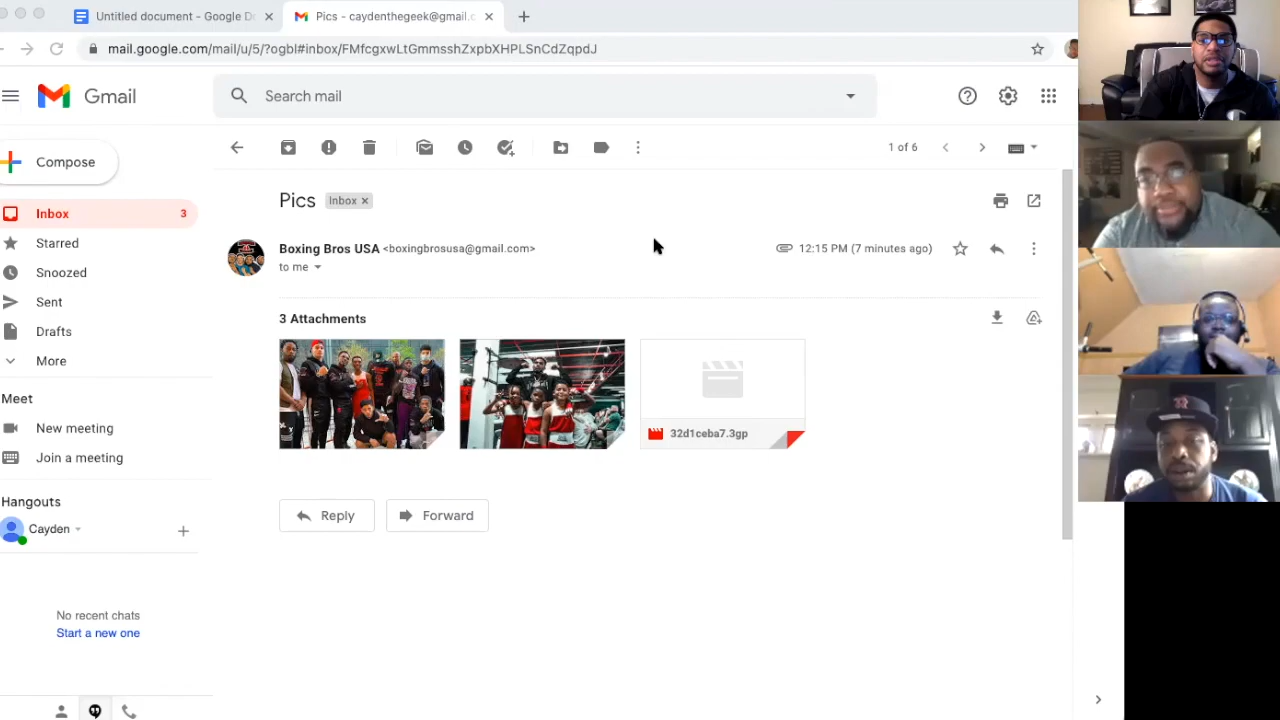 Untitled document - Google Do
Pics - caydenthegeek@gmail.c
mail.google.com/mail/u/5/?ogbl#inbox/FMfcgxwLtGmmsshZxpbXHPLSnCdZqpdJ
Gmail
Search mail
Compose
1 of 6
Inbox 3
Pics
Inbox ×
Starred
Boxing Bros USA <boxingbrosusa@gmail.com>
12:15 PM (7 minutes ago)
to me
Snoozed
Sent
3 Attachments
Drafts
More
Meet
New meeting
32d1ceba7.3gp
Join a meeting
Hangouts
Reply
Forward
Cayden
No recent chats
Start a new one